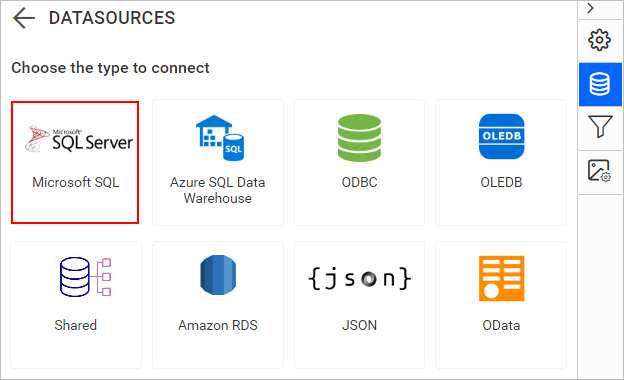 DATASOURCES
Choose the type to connect
Microsoft
SQL Server
Microsoft SQL
SQL
Azure SQL Data
Warehouse
ODBC
OLEDB
OLEDB
Shared
Amazon RDS
{json}
JSON
OData